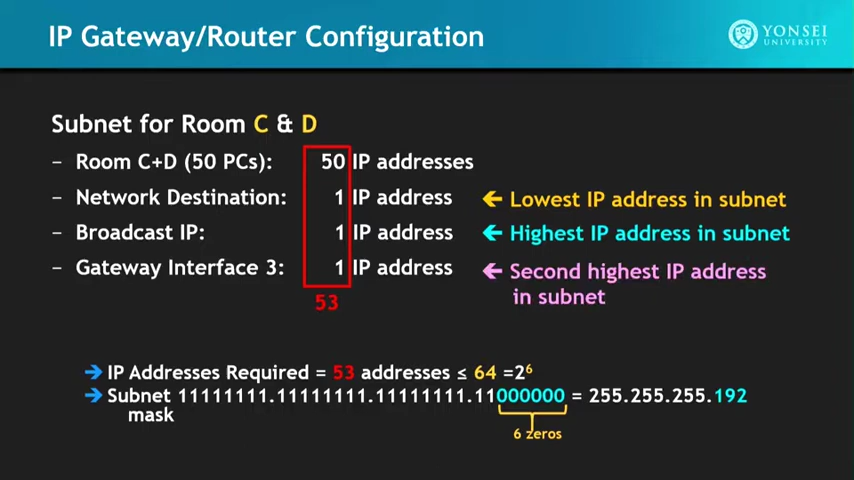 IP Gateway/Router Configuration
YONSEI
UNIVERSITY
Subnet for Room C & D
– Room C+D (50 PCs): 50 IP addresses
– Network Destination: 1 IP address ← Lowest IP address in subnet
– Broadcast IP: 1 IP address ← Highest IP address in subnet
– Gateway Interface 3: 1 IP address ← Second highest IP address
in subnet
53
→ IP Addresses Required = 53 addresses ≤ 64 =2⁶
→ Subnet 11111111.11111111.11111111.11000000 = 255.255.255.192
mask
6 zeros